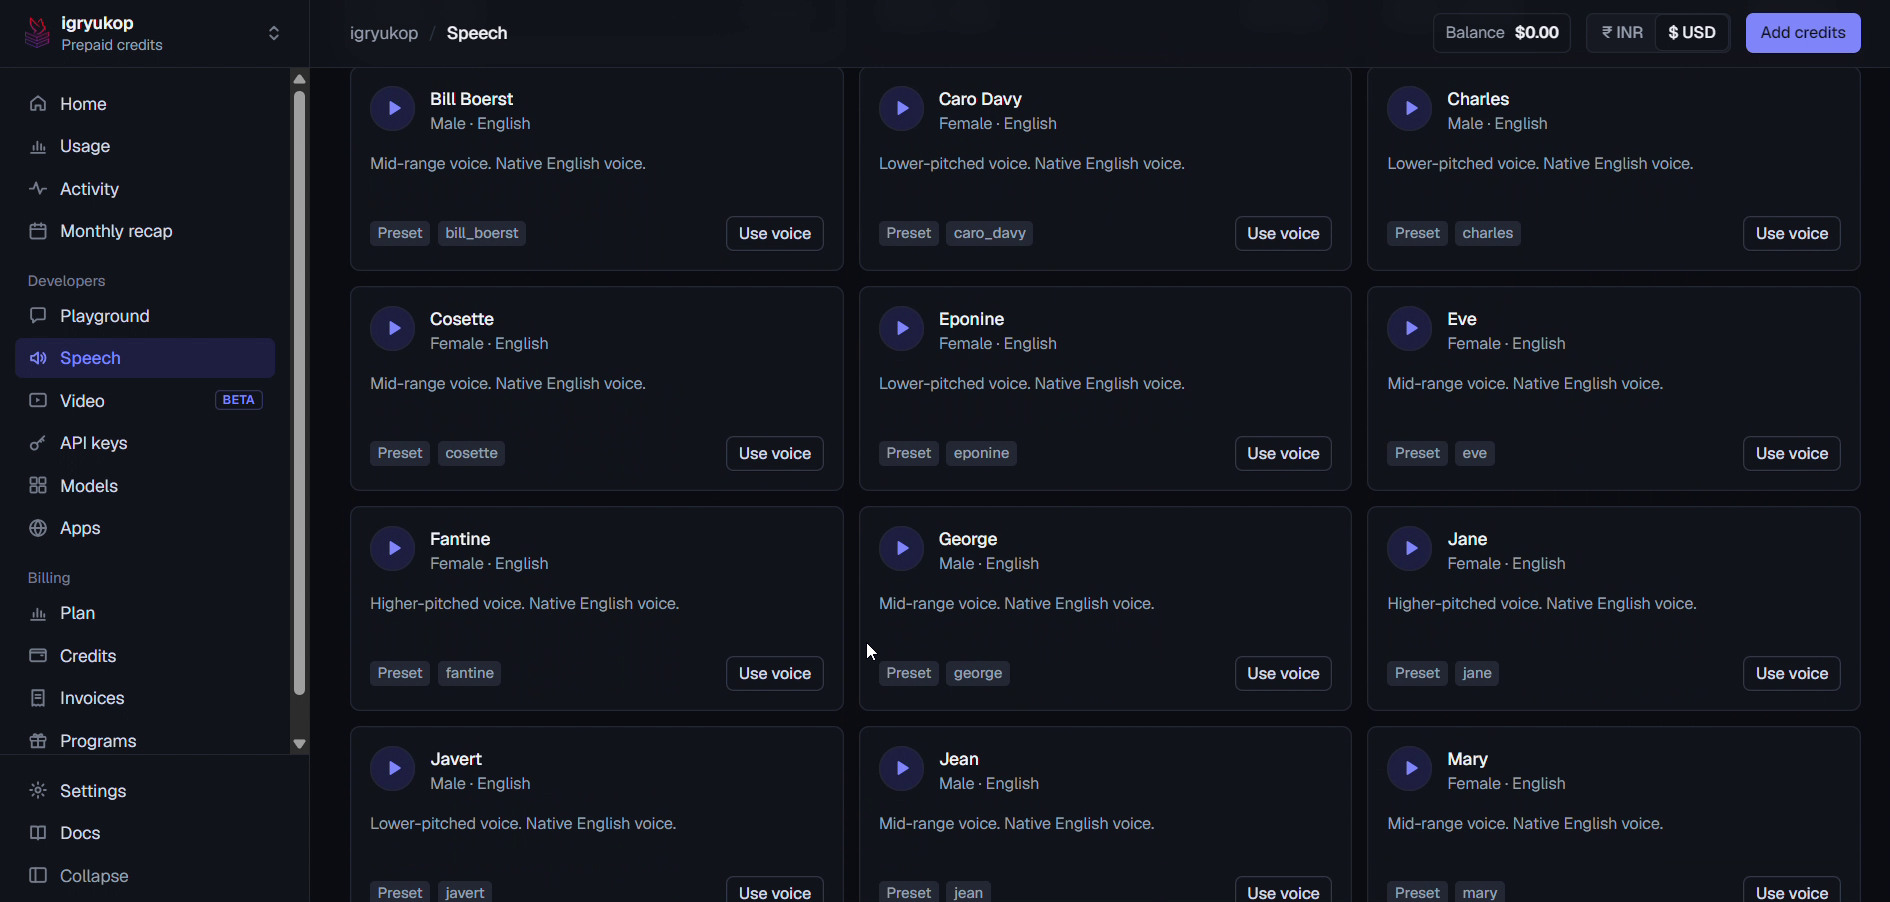 igryukop
Prepaid credits
Home
Usage
Activity
Monthly recap
Developers
Playground
Speech
Video BETA
API keys
Models
Apps
Billing
Plan
Credits
Invoices
Programs
Settings
Docs
Collapse
igryukop / Speech
Balance $0.00
₹ INR $ USD
Add credits
Bill Boerst
Male · English
Mid-range voice. Native English voice.
Preset bill_boerst Use voice
Caro Davy
Female · English
Lower-pitched voice. Native English voice.
Preset caro_davy Use voice
Charles
Male · English
Lower-pitched voice. Native English voice.
Preset charles Use voice
Cosette
Female · English
Mid-range voice. Native English voice.
Preset cosette Use voice
Eponine
Female · English
Lower-pitched voice. Native English voice.
Preset eponine Use voice
Eve
Female · English
Mid-range voice. Native English voice.
Preset eve Use voice
Fantine
Female · English
Higher-pitched voice. Native English voice.
Preset fantine Use voice
George
Male · English
Mid-range voice. Native English voice.
Preset george Use voice
Jane
Female · English
Higher-pitched voice. Native English voice.
Preset jane Use voice
Javert
Male · English
Lower-pitched voice. Native English voice.
Preset javert Use voice
Jean
Male · English
Mid-range voice. Native English voice.
Preset jean Use voice
Mary
Female · English
Mid-range voice. Native English voice.
Preset mary Use voice